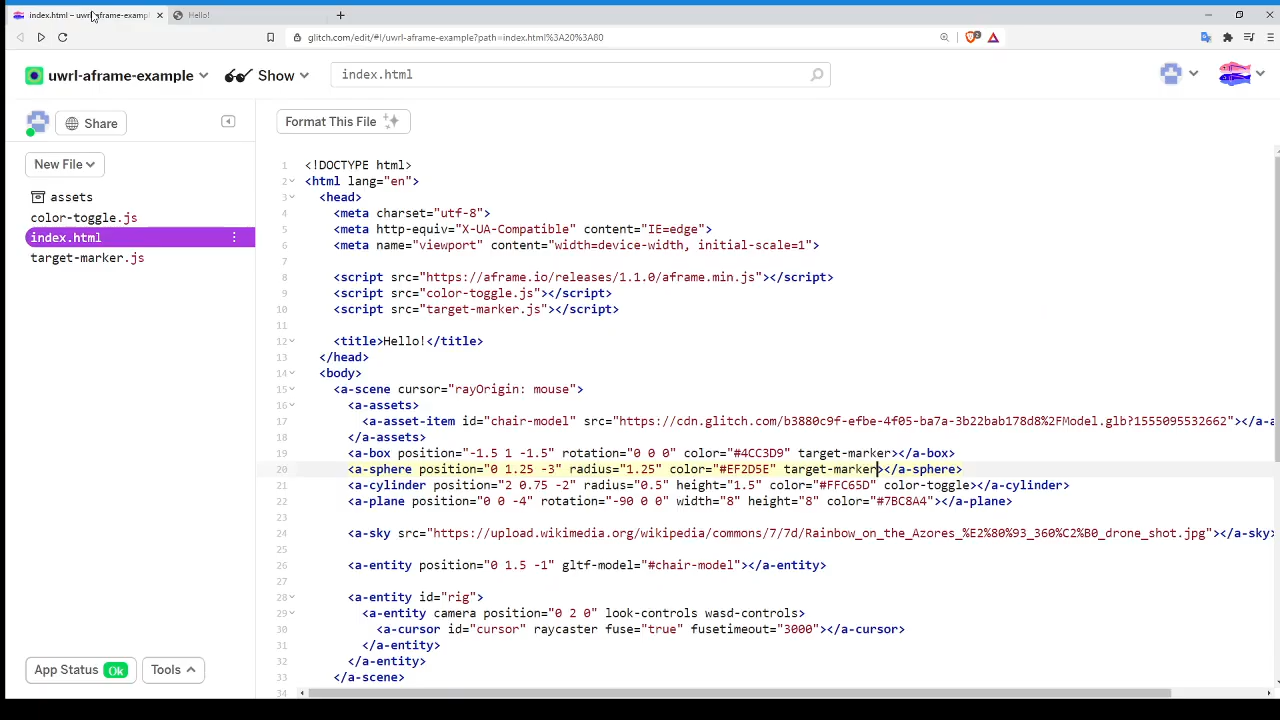 index.html – uwrl-aframe-exampl
Hello!
glitch.com/edit/#!/uwrl-aframe-example?path=index.html%3A20%3A80
uwrl-aframe-example
Show
index.html
Share
Format This File
New File
assets
color-toggle.js
index.html
target-marker.js
1 <!DOCTYPE html>
2 <html lang="en">
3 <head>
4 <meta charset="utf-8">
5 <meta http-equiv="X-UA-Compatible" content="IE=edge">
6 <meta name="viewport" content="width=device-width, initial-scale=1">
7
8 <script src="https://aframe.io/releases/1.1.0/aframe.min.js"></script>
9 <script src="color-toggle.js"></script>
10 <script src="target-marker.js"></script>
11
12 <title>Hello!</title>
13 </head>
14 <body>
15 <a-scene cursor="rayOrigin: mouse">
16 <a-assets>
17 <a-asset-item id="chair-model" src="https://cdn.glitch.com/b3880c9f-efbe-4f05-ba7a-3b22bab178d8%2FModel.glb?1555095532662"></a-a
18 </a-assets>
19 <a-box position="-1.5 1 -1.5" rotation="0 0 0" color="#4CC3D9" target-marker></a-box>
20 <a-sphere position="0 1.25 -3" radius="1.25" color="#EF2D5E" target-marker></a-sphere>
21 <a-cylinder position="2 0.75 -2" radius="0.5" height="1.5" color="#FFC65D" color-toggle></a-cylinder>
22 <a-plane position="0 0 -4" rotation="-90 0 0" width="8" height="8" color="#7BC8A4"></a-plane>
23
24 <a-sky src="https://upload.wikimedia.org/wikipedia/commons/7/7d/Rainbow_on_the_Azores_%E2%80%93_360%C2%B0_drone_shot.jpg"></a-sky>
25
26 <a-entity position="0 1.5 -1" gltf-model="#chair-model"></a-entity>
27
28 <a-entity id="rig">
29 <a-entity camera position="0 2 0" look-controls wasd-controls>
30 <a-cursor id="cursor" raycaster fuse="true" fusetimeout="3000"></a-cursor>
31 </a-entity>
32 </a-entity>
33 </a-scene>
34
App Status Ok
Tools